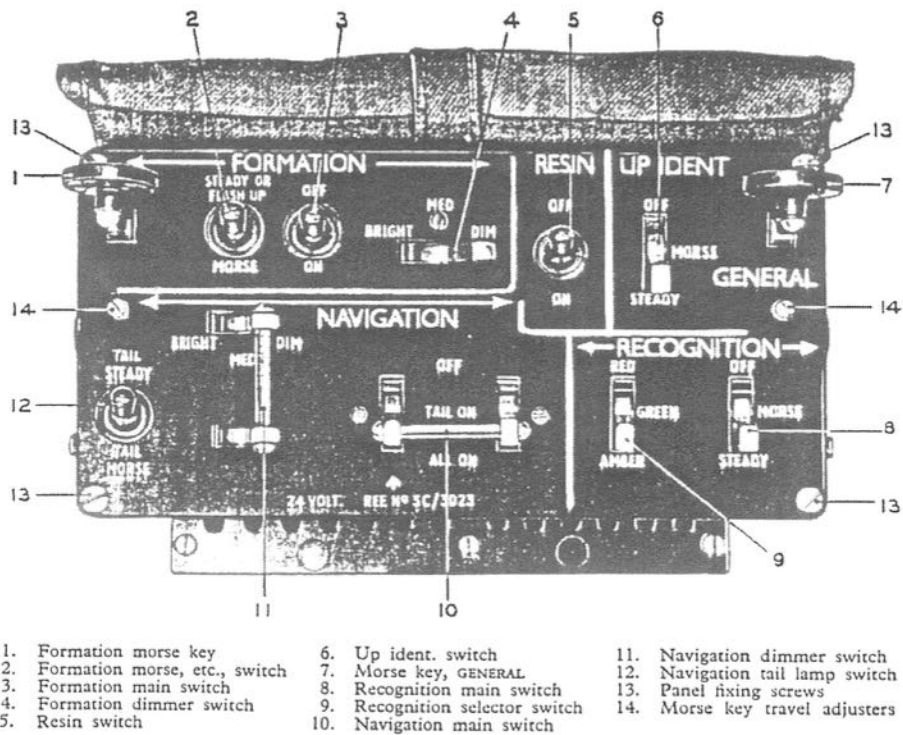 2 3 4 5 6
13 13
1 7
FORMATION RESIN UP IDENT
STEADY OR FLASH UP OFF MED OFF OFF
BRIGHT DIM MORSE
MORSE ON ON STEADY
GENERAL
14 14
NAVIGATION
BRIGHT MED DIM
RECOGNITION
TAIL STEADY OFF RED OFF
12 TAIL ON GREEN MORSE 8
TAIL MORSE ALL ON AMBER STEADY
13 24 VOLT. REF Nº 5C/3023 13
9
11 10
1. Formation morse key
2. Formation morse, etc., switch
3. Formation main switch
4. Formation dimmer switch
5. Resin switch
6. Up ident. switch
7. Morse key, GENERAL
8. Recognition main switch
9. Recognition selector switch
10. Navigation main switch
11. Navigation dimmer switch
12. Navigation tail lamp switch
13. Panel fixing screws
14. Morse key travel adjusters